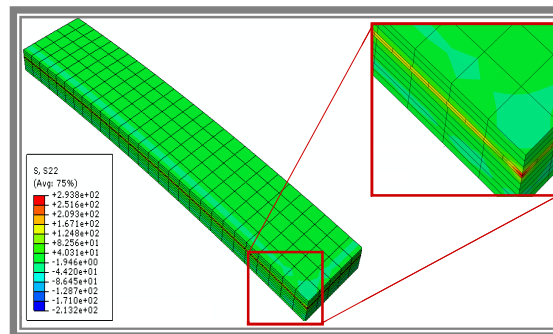 S, S22
(Avg: 75%)
+2.938e+02
+2.516e+02
+2.093e+02
+1.671e+02
+1.248e+02
+8.256e+01
+4.031e+01
-1.946e+00
-4.420e+01
-8.645e+01
-1.287e+02
-1.710e+02
-2.132e+02